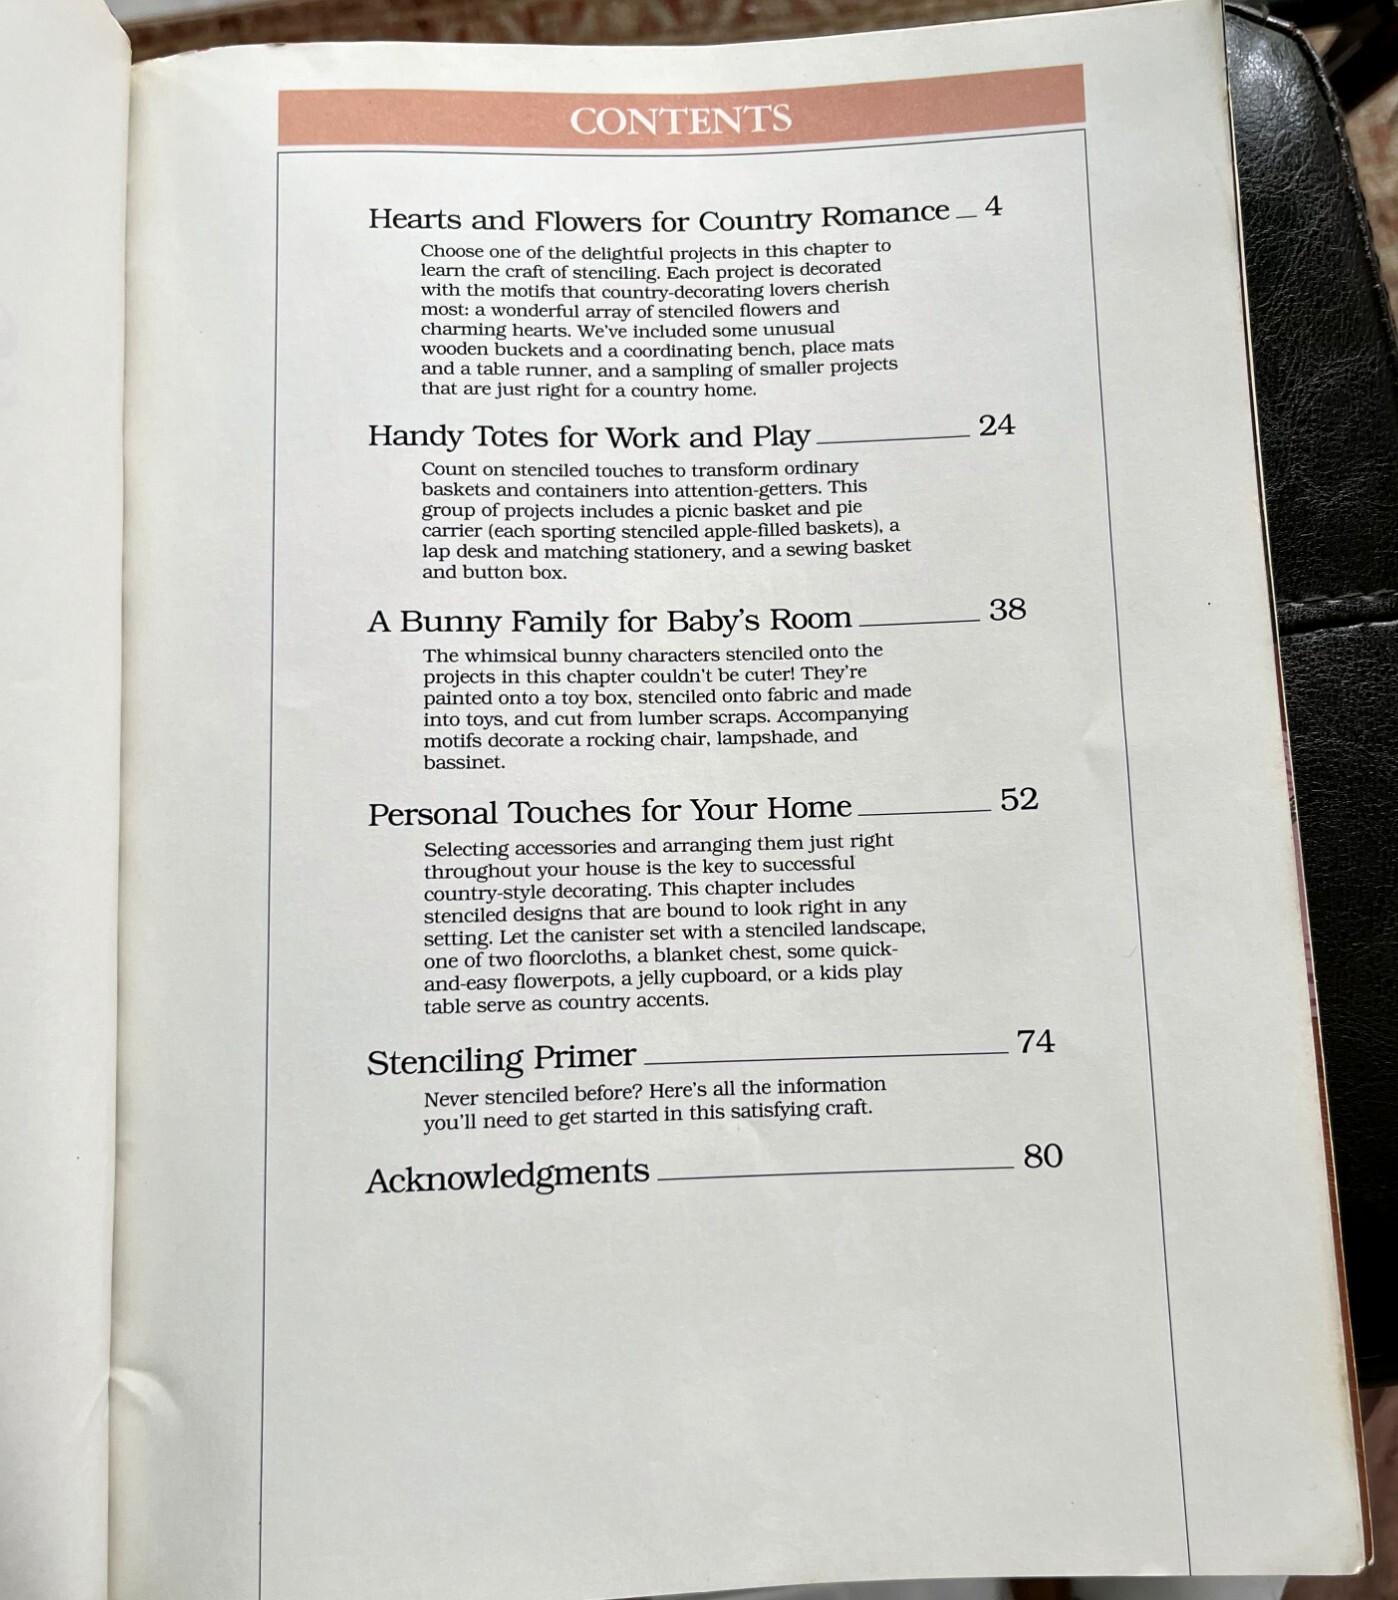 CONTENTS
Hearts and Flowers for Country Romance 4
Choose one of the delightful projects in this chapter to
learn the craft of stenciling. Each project is decorated
with the motifs that country-decorating lovers cherish
most: a wonderful array of stenciled flowers and
charming hearts. We've included some unusual
wooden buckets and a coordinating bench, place mats
and a table runner, and a sampling of smaller projects
that are just right for a country home.
Handy Totes for Work and Play 24
Count on stenciled touches to transform ordinary
baskets and containers into attention-getters. This
group of projects includes a picnic basket and pie
carrier (each sporting stenciled apple-filled baskets), a
lap desk and matching stationery, and a sewing basket
and button box.
A Bunny Family for Baby's Room 38
The whimsical bunny characters stenciled onto the
projects in this chapter couldn't be cuter! They're
painted onto a toy box, stenciled onto fabric and made
into toys, and cut from lumber scraps. Accompanying
motifs decorate a rocking chair, lampshade, and
bassinet.
Personal Touches for Your Home 52
Selecting accessories and arranging them just right
throughout your house is the key to successful
country-style decorating. This chapter includes
stenciled designs that are bound to look right in any
setting. Let the canister set with a stenciled landscape,
one of two floorcloths, a blanket chest, some quick-
and-easy flowerpots, a jelly cupboard, or a kids play
table serve as country accents.
Stenciling Primer 74
Never stenciled before? Here's all the information
you'll need to get started in this satisfying craft.
Acknowledgments 80